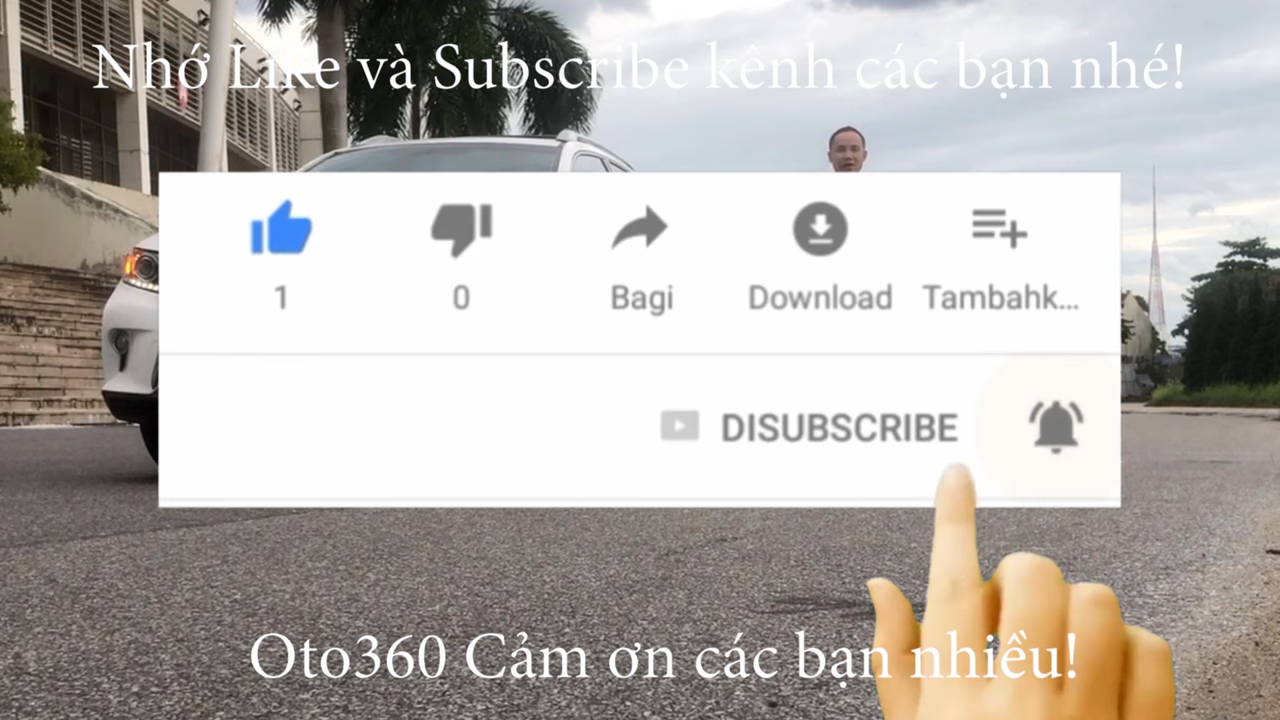 Nhớ Like và Subscribe kênh các bạn nhé!
1 0 Bagi Download Tambahk...
DISUBSCRIBE
Oto360 Cảm ơn các bạn nhiều!